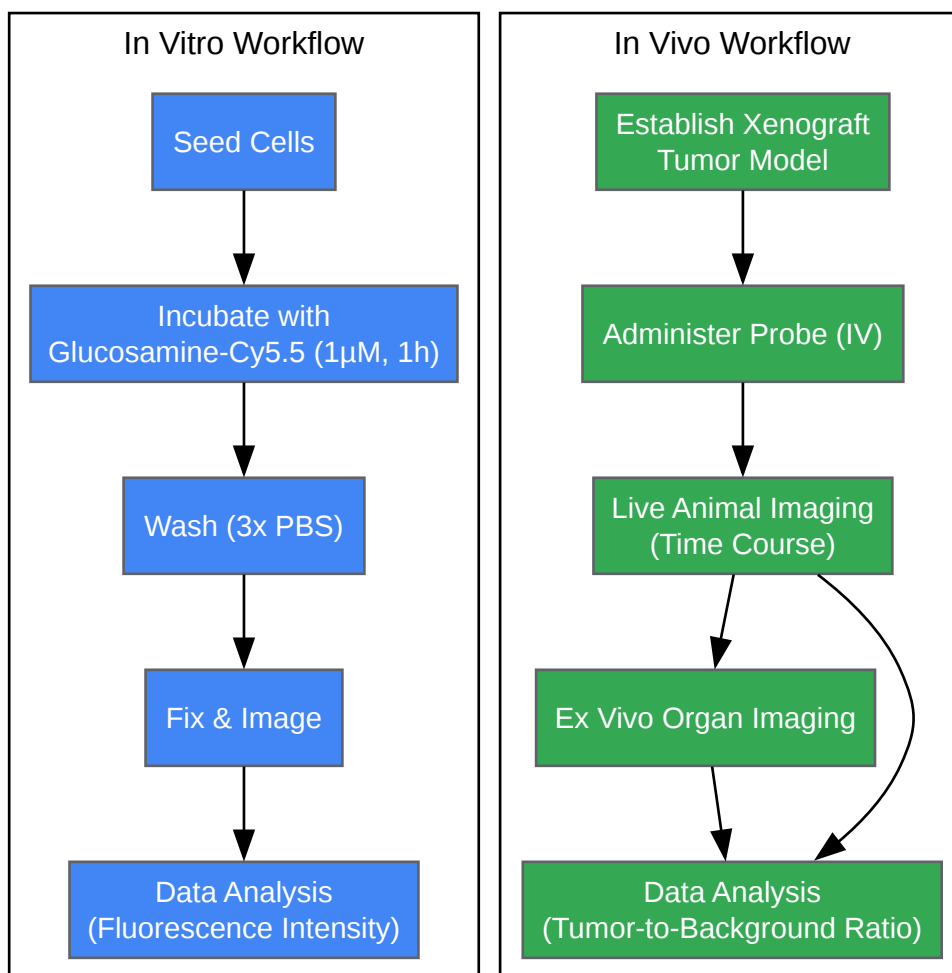 In Vitro Workflow
Seed Cells
Incubate with
Glucosamine-Cy5.5 (1µM, 1h)
Wash (3x PBS)
Fix & Image
Data Analysis
(Fluorescence Intensity)
In Vivo Workflow
Establish Xenograft
Tumor Model
Administer Probe (IV)
Live Animal Imaging
(Time Course)
Ex Vivo Organ Imaging
Data Analysis
(Tumor-to-Background Ratio)